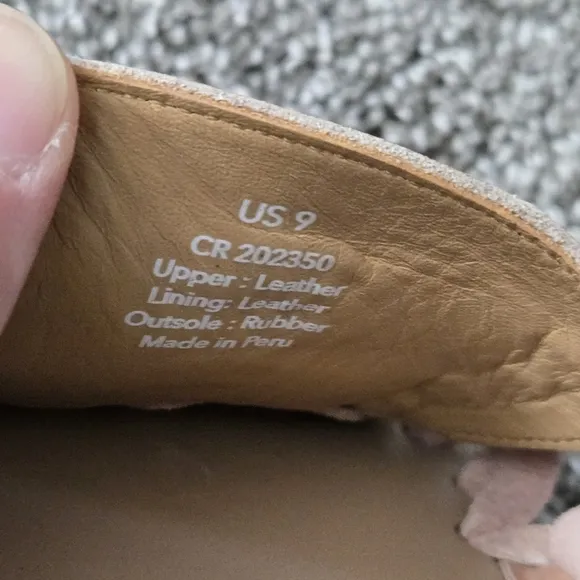 US 9
CR 202350
Upper : Leather
Lining: Leather
Outsole : Rubber
Made in Peru